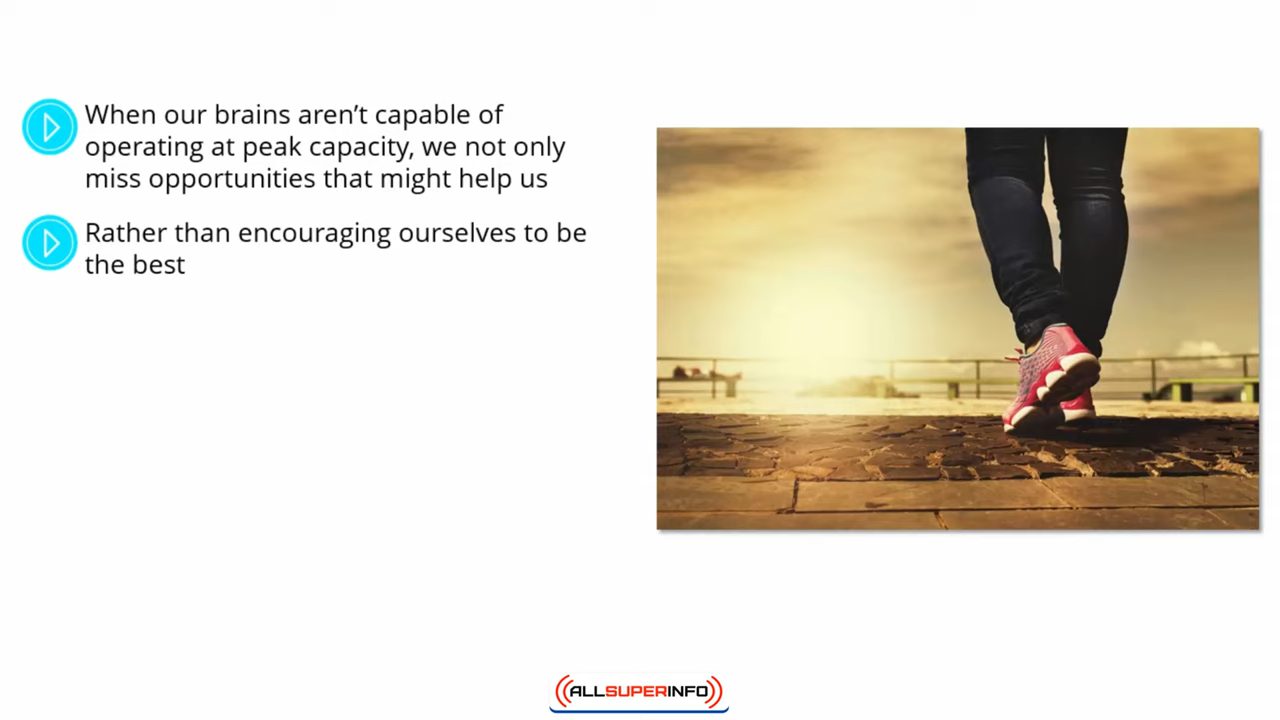 When our brains aren't capable of
operating at peak capacity, we not only
miss opportunities that might help us
Rather than encouraging ourselves to be
the best
ALLSUPERINFO